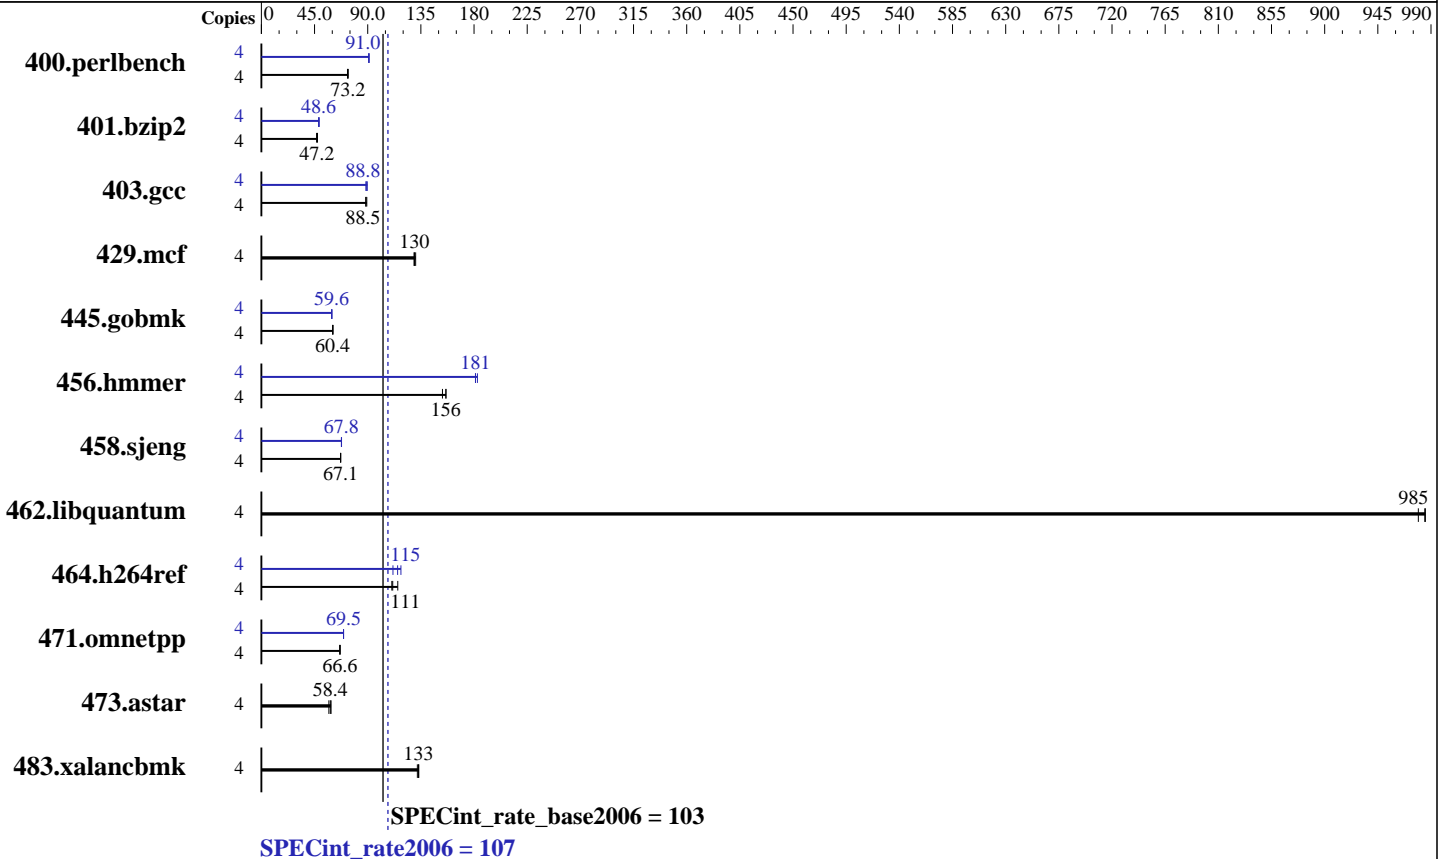 Copies 0 45.0 90.0 135 180 225 270 315 360 405 450 495 540 585 630 675 720 765 810 855 900 945 990
400.perlbench 4 91.0
4 73.2
401.bzip2 4 48.6
4 47.2
403.gcc 4 88.8
4 88.5
429.mcf 4 130
445.gobmk 4 59.6
4 60.4
456.hmmer 4 181
4 156
458.sjeng 4 67.8
4 67.1
462.libquantum 4 985
464.h264ref 4 115
4 111
471.omnetpp 4 69.5
4 66.6
473.astar 4 58.4
483.xalancbmk 4 133
SPECint_rate_base2006 = 103
SPECint_rate2006 = 107